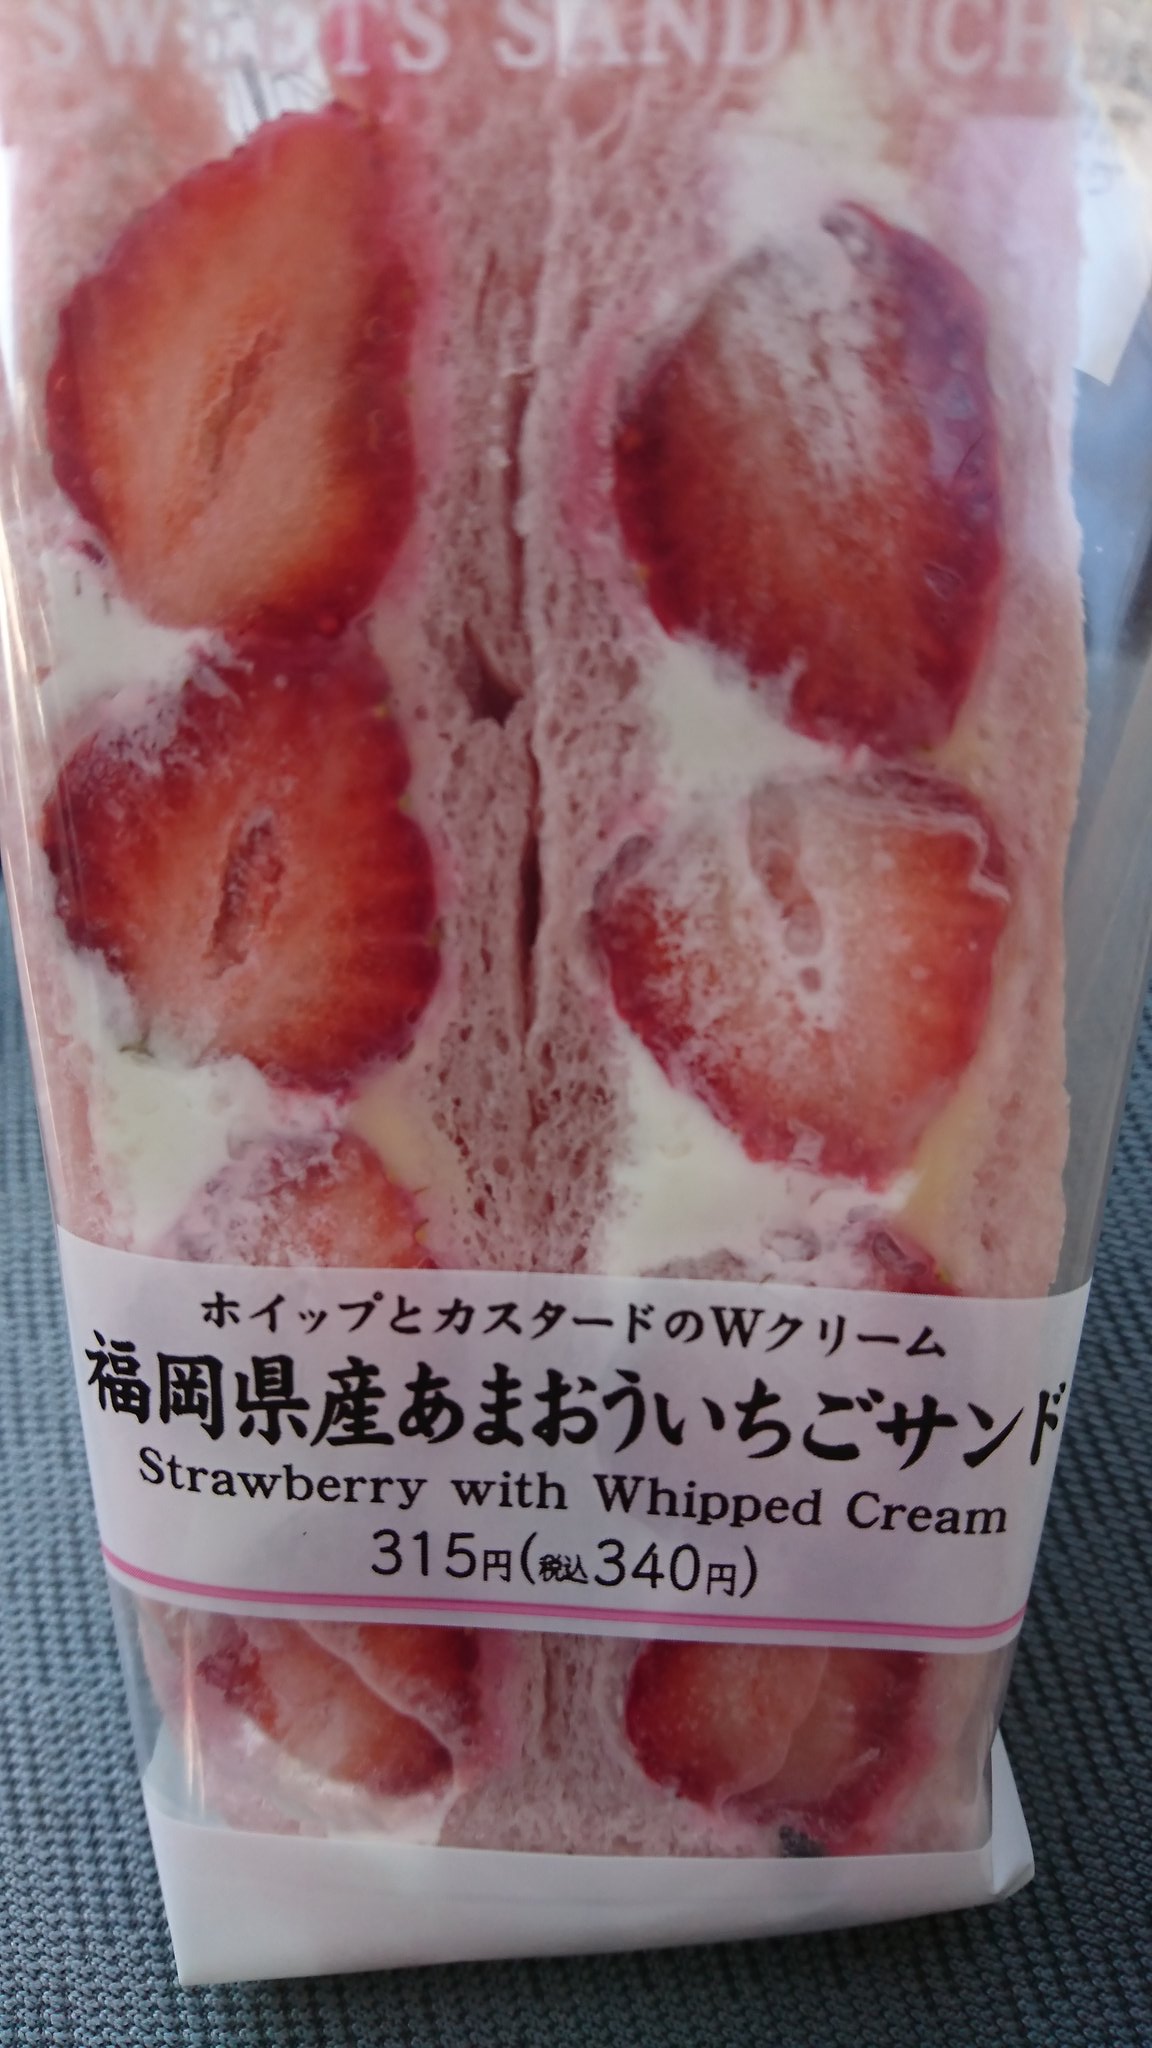 SWEETS SANDWICH
ホイップとカスタードのWクリーム
福岡県産あまおういちごサンド
Strawberry with Whipped Cream
315円(税込340円)